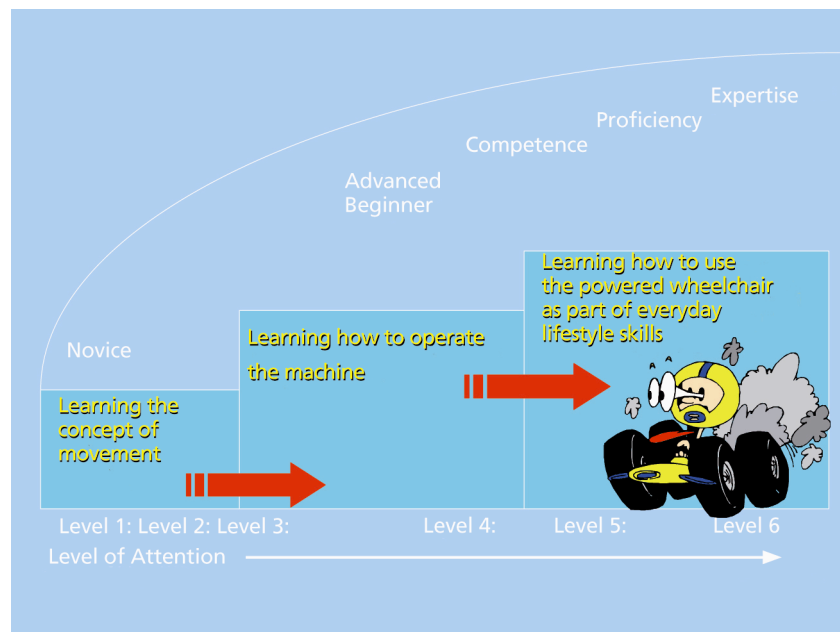 Expertise
Proficiency
Competence
Advanced
Beginner
Novice
Learning how to use
the powered wheelchair
as part of everyday
lifestyle skills
Learning how to operate
the machine
Learning the
concept of
movement
Level 1: Level 2: Level 3: Level 4: Level 5: Level 6
Level of Attention